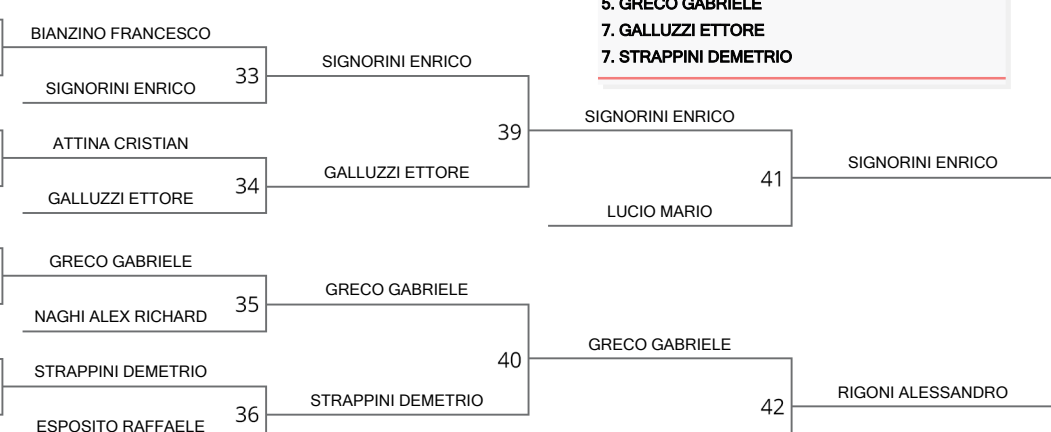 5. GRECO GABRIELE
7. GALLUZZI ETTORE
7. STRAPPINI DEMETRIO
BIANZINO FRANCESCO
33
SIGNORINI ENRICO
SIGNORINI ENRICO
39
SIGNORINI ENRICO
ATTINA CRISTIAN
34
GALLUZZI ETTORE
GALLUZZI ETTORE
41
SIGNORINI ENRICO
LUCIO MARIO
GRECO GABRIELE
35
NAGHI ALEX RICHARD
GRECO GABRIELE
40
GRECO GABRIELE
STRAPPINI DEMETRIO
36
ESPOSITO RAFFAELE
STRAPPINI DEMETRIO
42
RIGONI ALESSANDRO